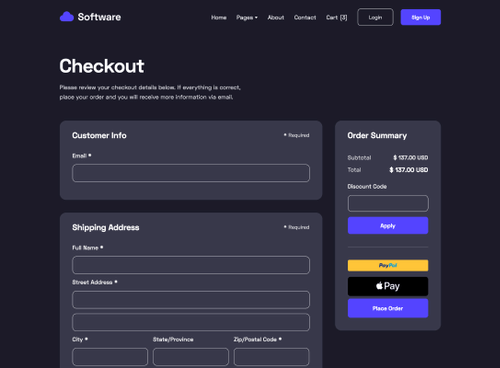 Software
Home Pages About Contact Cart [3] Login Sign Up
Checkout
Please review your checkout details below. If everything is correct,
place your order and you will receive more information via email.
Customer Info * Required
Email *
Shipping Address * Required
Full Name *
Street Address *
City * State/Province Zip/Postal Code *
Order Summary
Subtotal $ 137.00 USD
Total $ 137.00 USD
Discount Code
Apply
PayPal
Pay
Place Order